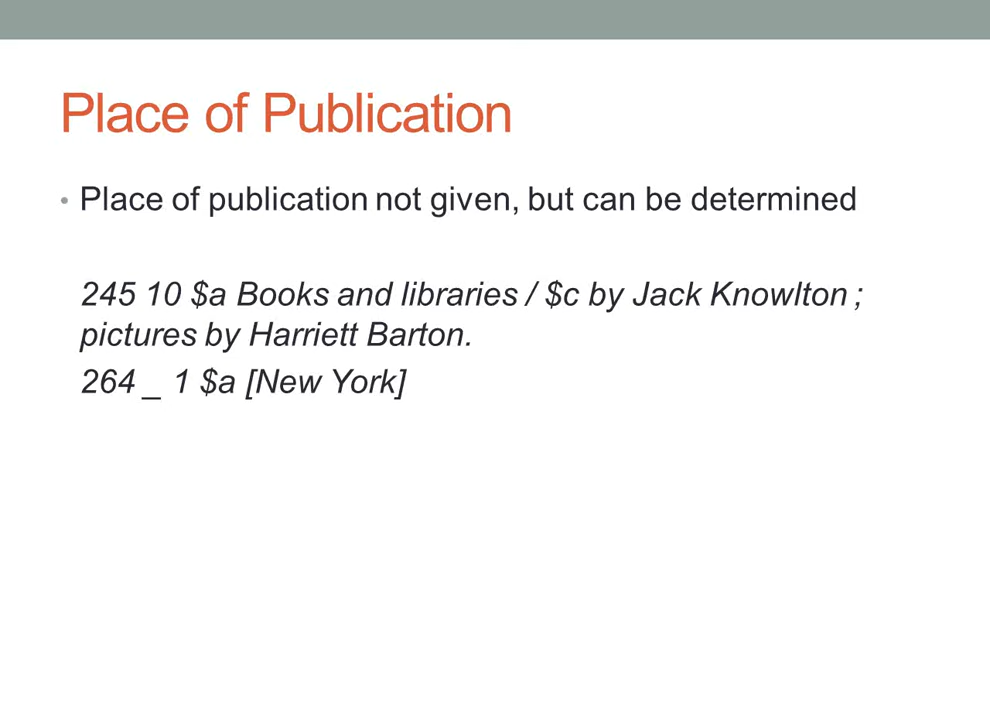 Place of Publication
• Place of publication not given, but can be determined
245 10 $a Books and libraries / $c by Jack Knowlton ;
pictures by Harriett Barton.
264 _ 1 $a [New York]